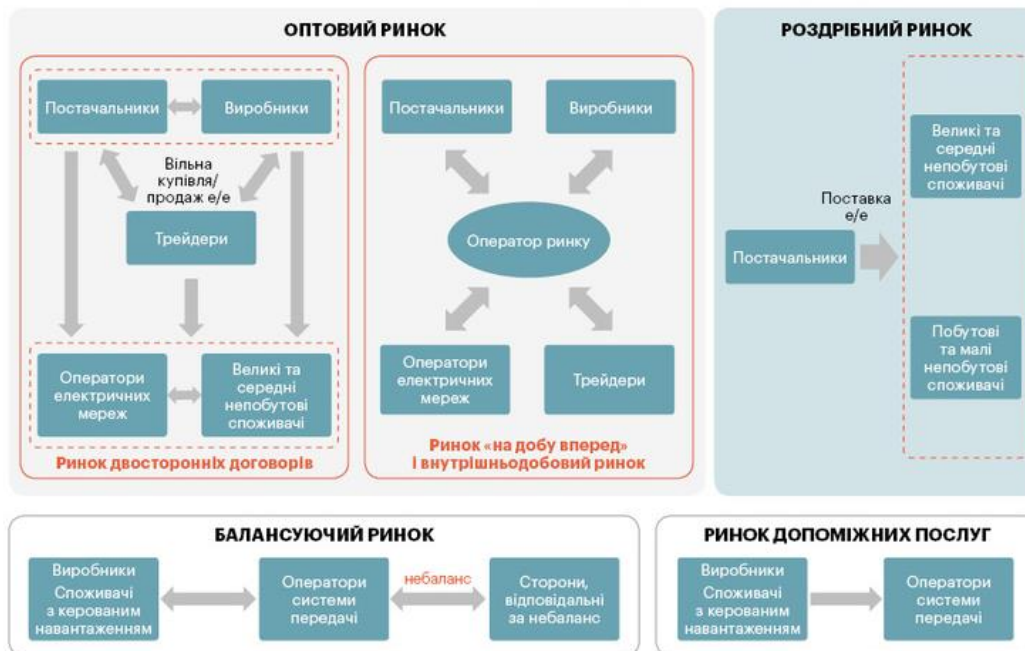 ОПТОВИЙ РИНОК
Постачальники
Виробники
Вільна
купівля/
продаж е/е
Трейдери
Оператори
електричних
мереж
Великі та
середні
непобутові
споживачі
Ринок двосторонніх договорів
Постачальники
Виробники
Оператор ринку
Оператори
електричних
мереж
Трейдери
Ринок «на добу вперед»
і внутрішньодобовий ринок
РОЗДРІБНИЙ РИНОК
Постачальники
Поставка
е/е
Великі та
середні
непобутові
споживачі
Побутові
та малі
непобутові
споживачі
БАЛАНСУЮЧИЙ РИНОК
Виробники
Споживачі
з керованим
навантаженням
Оператори
системи
передачі
небаланс
Сторони,
відповідальні
за небаланс
РИНОК ДОПОМІЖНИХ ПОСЛУГ
Виробники
Споживачі
з керованим
навантаженням
Оператори
системи
передачі